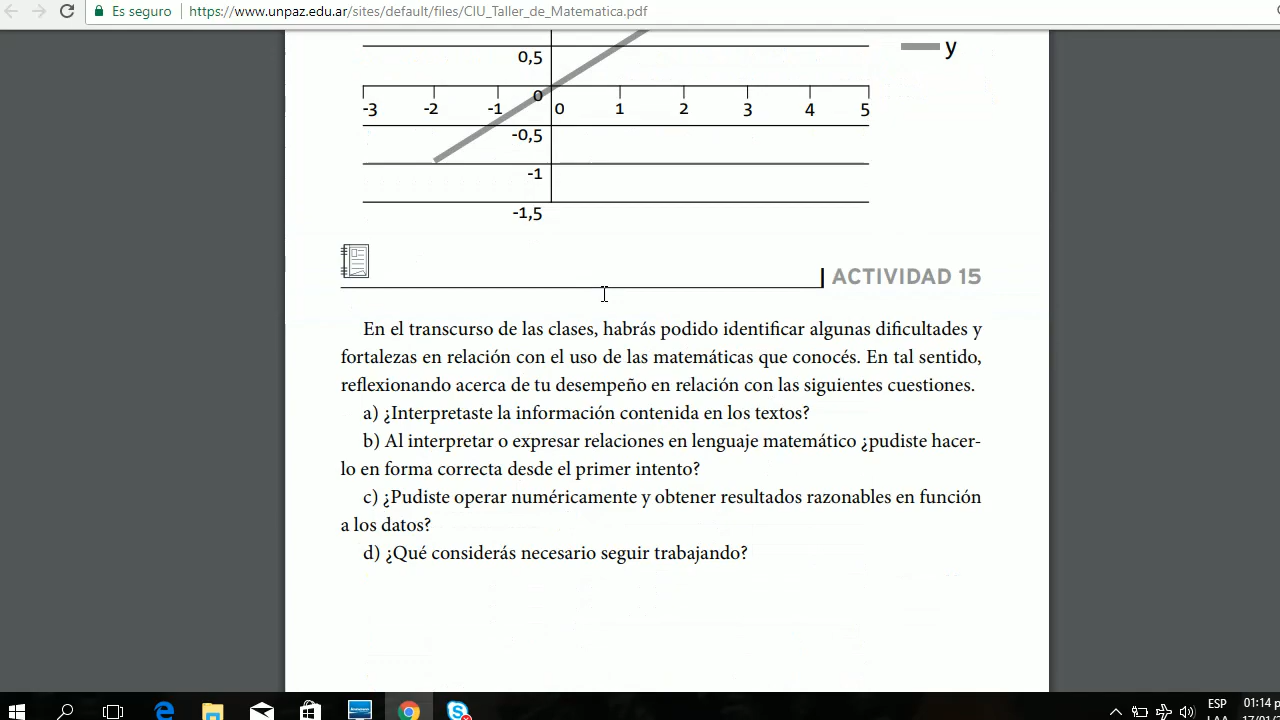 Es seguro | https://www.unpaz.edu.ar/sites/default/files/CIU_Taller_de_Matematica.pdf
0,5
y
0
-3 -2 -1 0 1 2 3 4 5
-0,5
-1
-1,5
ACTIVIDAD 15
En el transcurso de las clases, habrás podido identificar algunas dificultades y
fortalezas en relación con el uso de las matemáticas que conocés. En tal sentido,
reflexionando acerca de tu desempeño en relación con las siguientes cuestiones.
a) ¿Interpretaste la información contenida en los textos?
b) Al interpretar o expresar relaciones en lenguaje matemático ¿pudiste hacer-
lo en forma correcta desde el primer intento?
c) ¿Pudiste operar numéricamente y obtener resultados razonables en función
a los datos?
d) ¿Qué considerás necesario seguir trabajando?
ESP 01:14 p